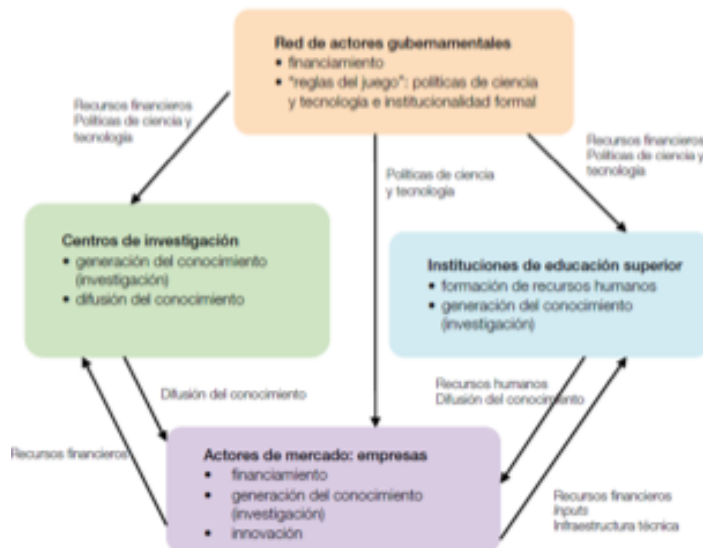 Red de actores gubernamentales
• financiamiento
• "reglas del juego": políticas de ciencia
y tecnología e institucionalidad formal
Recursos financieros
Políticas de ciencia y
tecnología
Políticas de ciencia
y tecnología
Recursos financieros
Políticas de ciencia y
tecnología
Centros de investigación
• generación del conocimiento
(investigación)
• difusión del conocimiento
Instituciones de educación superior
• formación de recursos humanos
• generación del conocimiento
(investigación)
Difusión del conocimiento
Recursos humanos
Difusión del conocimiento
Recursos financieros
Actores de mercado: empresas
• financiamiento
• generación del conocimiento
(investigación)
• innovación
Recursos financieros
inputs
Infraestructura técnica